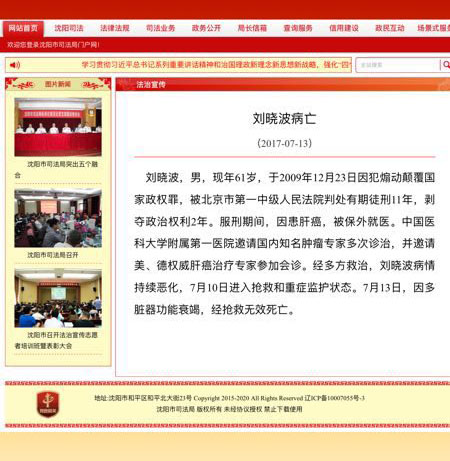 网站首页 沈阳司法 法律法规 司法业务 政务公开 局长信箱 查询服务 信用建设 政民互动 场景式服
欢迎您登录沈阳市司法局门户网!
学习贯彻习近平总书记系列重要讲话精神和治国理政新理念新思想新战略，强化"四
全站搜索
图片新闻
沈阳市司法局突出五个融
合
沈阳市司法局召开
沈阳市召开法治宣传志愿
者培训班暨表彰大会
法治宣传
刘晓波病亡
（2017-07-13）
刘晓波，男，现年61岁，于2009年12月23日因犯煽动颠覆国
家政权罪，被北京市第一中级人民法院判处有期徒刑11年，剥
夺政治权利2年。服刑期间，因患肝癌，被保外就医。中国医
科大学附属第一医院邀请国内知名肿瘤专家多次诊治，并邀请
美、德权威肝癌治疗专家参加会诊。经多方救治，刘晓波病情
持续恶化，7月10日进入抢救和重症监护状态。7月13日，因多
脏器功能衰竭，经抢救无效死亡。
地址:沈阳市和平区和平北大街23号 Copyright 2015-2020 All Rights Reserved 辽ICP备10007055号-3
沈阳市司法局 版权所有 未经协议授权 禁止下载使用